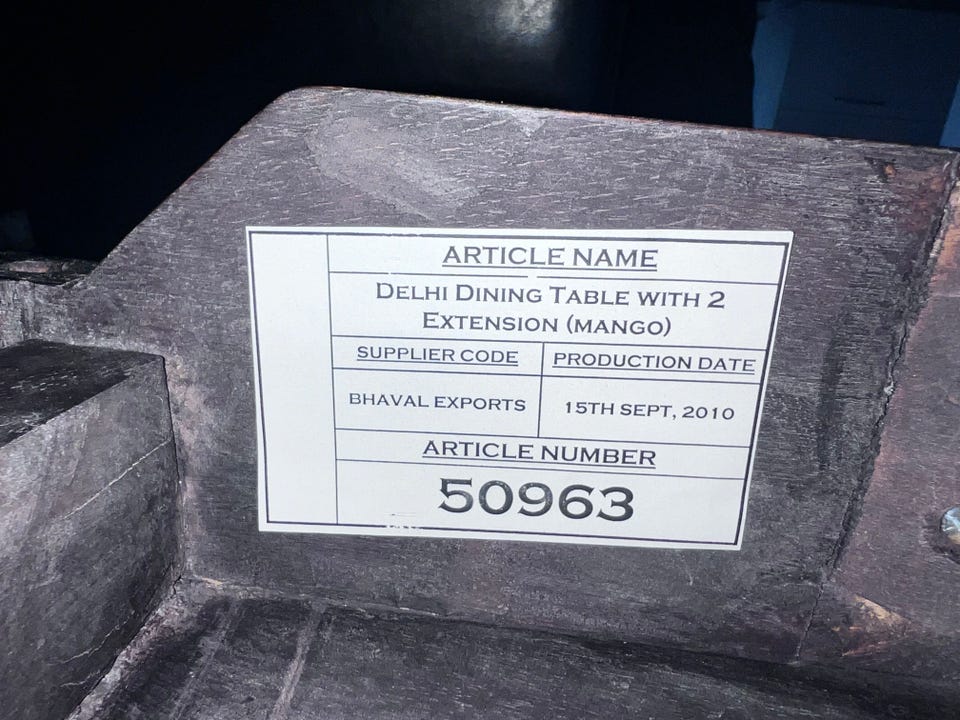 ARTICLE NAME
DELHI DINING TABLE WITH 2
EXTENSION (MANGO)
SUPPLIER CODE
PRODUCTION DATE
BHAVAL EXPORTS
15TH SEPT, 2010
ARTICLE NUMBER
50963